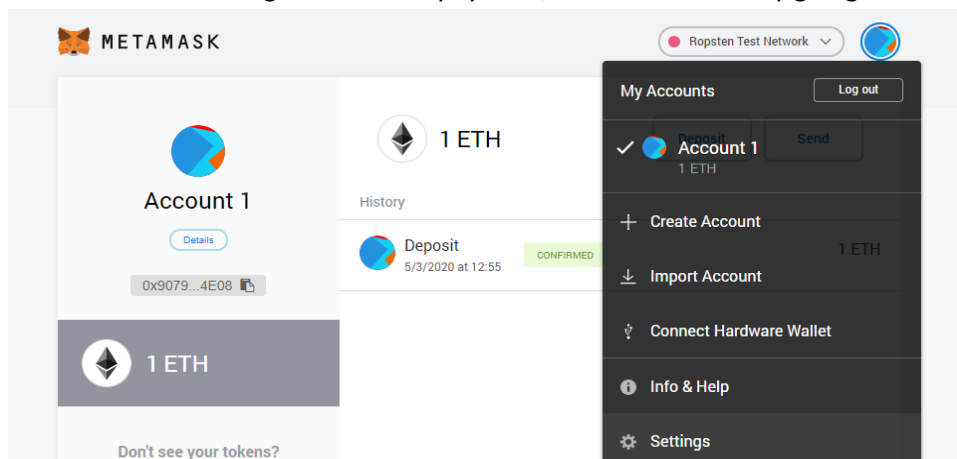 METAMASK
Ropsten Test Network
My Accounts
Log out
Deposit
Send
Account 1
1 ETH
Create Account
Import Account
Connect Hardware Wallet
Info & Help
Settings
1 ETH
History
Deposit
5/3/2020 at 12:55
CONFIRMED
1 ETH
Account 1
Details
0x9079...4E08
1 ETH
Don't see your tokens?